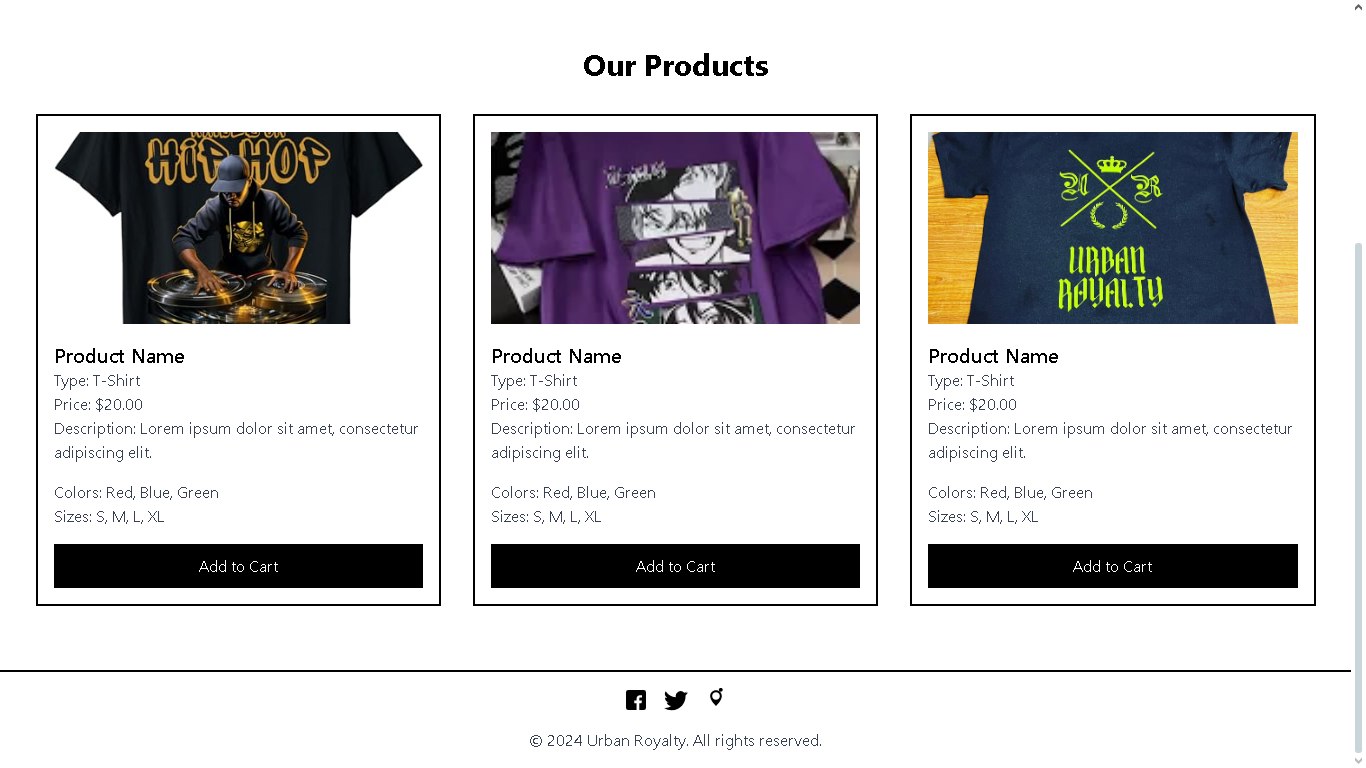 Our Products
HIP HOP
U R
URBAN
ROYALTY
Product Name
Type: T-Shirt
Price: $20.00
Description: Lorem ipsum dolor sit amet, consectetur
adipiscing elit.
Colors: Red, Blue, Green
Sizes: S, M, L, XL
Add to Cart
Product Name
Type: T-Shirt
Price: $20.00
Description: Lorem ipsum dolor sit amet, consectetur
adipiscing elit.
Colors: Red, Blue, Green
Sizes: S, M, L, XL
Add to Cart
Product Name
Type: T-Shirt
Price: $20.00
Description: Lorem ipsum dolor sit amet, consectetur
adipiscing elit.
Colors: Red, Blue, Green
Sizes: S, M, L, XL
Add to Cart
© 2024 Urban Royalty. All rights reserved.